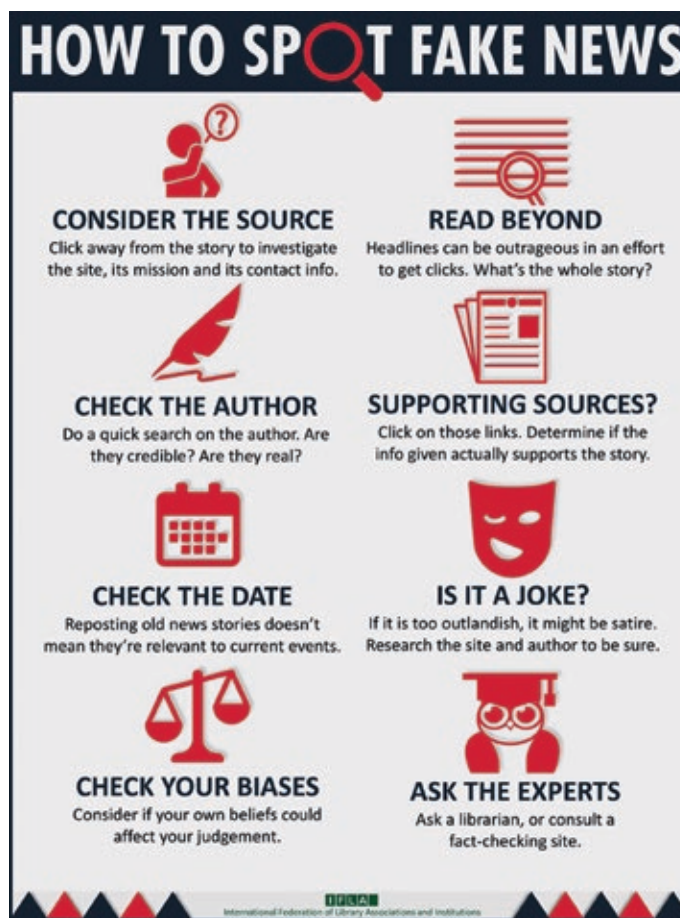 HOW TO SPOT FAKE NEWS
?
CONSIDER THE SOURCE
Click away from the story to investigate
the site, its mission and its contact info.
READ BEYOND
Headlines can be outrageous in an effort
to get clicks. What's the whole story?
CHECK THE AUTHOR
Do a quick search on the author. Are
they credible? Are they real?
SUPPORTING SOURCES?
Click on those links. Determine if the
info given actually supports the story.
CHECK THE DATE
Reposting old news stories doesn't
mean they're relevant to current events.
IS IT A JOKE?
If it is too outlandish, it might be satire.
Research the site and author to be sure.
CHECK YOUR BIASES
Consider if your own beliefs could
affect your judgement.
ASK THE EXPERTS
Ask a librarian, or consult a
fact-checking site.
IFLA
International Federation of Library Associations and Institutions